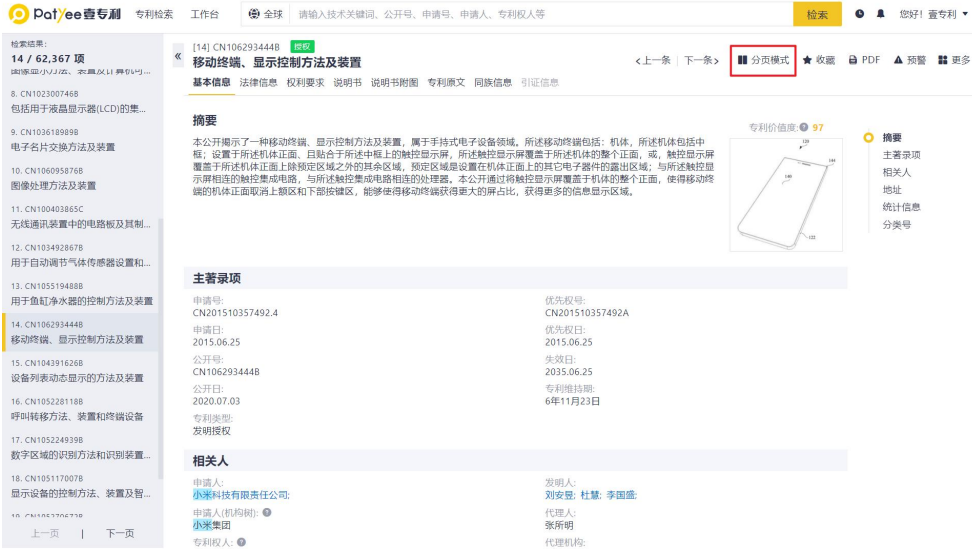 Patyee壹专利 专利检索 工作台 全球 请输入技术关键词、公开号、申请号、申请人、专利权人等 检索 您好！壹专利
检索结果:
14 / 62,367 项
图像显示方法、装置及计算机可...
8. CN102300746B
包括用于液晶显示器(LCD)的集...
9. CN103618989B
电子名片交换方法及装置
10. CN106095876B
图像处理方法及装置
11. CN100403865C
无线通讯装置中的电路板及其制...
12. CN103492867B
用于自动调节气体传感器设置和...
13. CN105519488B
用于鱼缸净水器的控制方法及装置
14. CN106293444B
移动终端、显示控制方法及装置
15. CN104391626B
设备列表动态显示的方法及装置
16. CN105228118B
呼叫转移方法、装置和终端设备
17. CN105224939B
数字区域的识别方法和识别装置...
18. CN105117007B
显示设备的控制方法、装置及智...
19. CN105270672B
上一页 | 下一页
[14] CN106293444B 授权
移动终端、显示控制方法及装置
<上一条 下一条> 分页模式 收藏 PDF 预警 更多
基本信息 法律信息 权利要求 说明书 说明书附图 专利原文 同族信息 引证信息
摘要
本公开揭示了一种移动终端、显示控制方法及装置，属于手持式电子设备领域。所述移动终端包括：机体，所述机体包括中
框；设置于所述机体正面、且贴合于所述中框上的触控显示屏，所述触控显示屏覆盖于所述机体的整个正面，或，触控显示屏
覆盖于所述机体正面上除预定区域之外的其余区域，预定区域是设置在机体正面上的其它电子器件的露出区域；与所述触控显
示屏相连的触控集成电路，与所述触控集成电路相连的处理器。本公开通过将触控显示屏覆盖于机体的整个正面，使得移动终
端的机体正面取消上额区和下部按键区，能够使得移动终端获得更大的屏占比，获得更多的信息显示区域。
专利价值度: 97
120
144
140
122
摘要
主著录项
相关人
地址
统计信息
分类号
主著录项
申请号:
CN201510357492.4
优先权号:
CN201510357492A
申请日:
2015.06.25
优先权日:
2015.06.25
公开号:
CN106293444B
失效日:
2035.06.25
公开日:
2020.07.03
专利维持期:
6年11月23日
专利类型:
发明授权
相关人
申请人:
小米科技有限责任公司;
发明人:
刘安昱; 杜慧; 李国盛;
申请人(机构树):
小米集团
代理人:
张所明
专利权人:
代理机构: